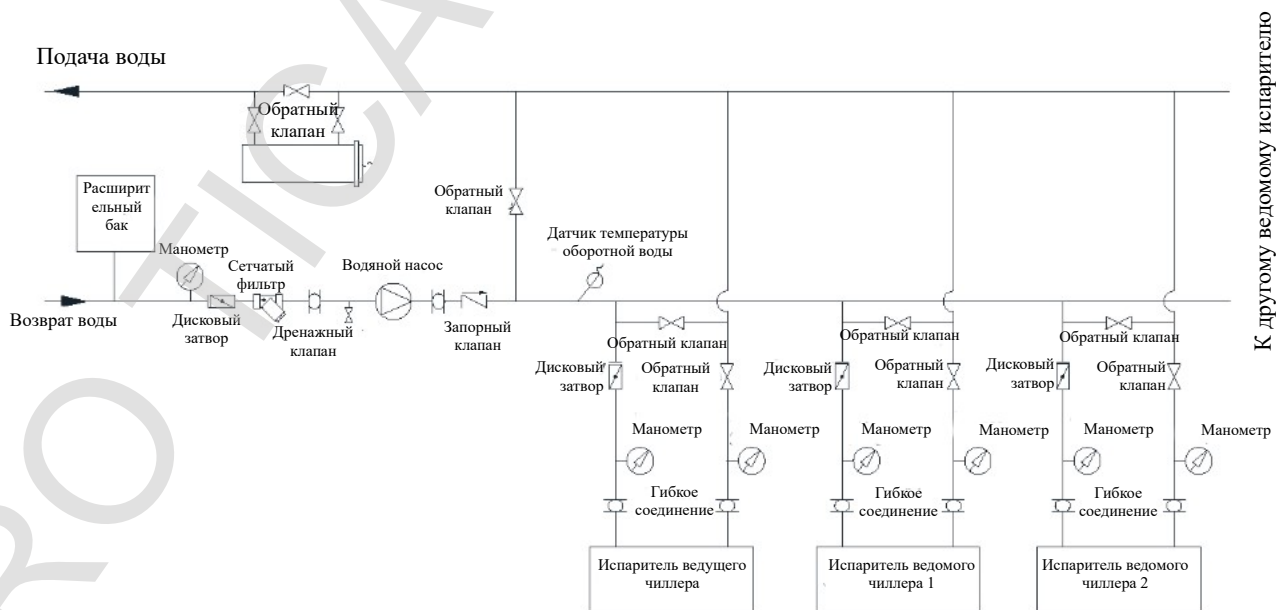 Подача воды
Обратный
клапан
Расширит
ельный
бак
Манометр
Сетчатый
фильтр
Водяной насос
Обратный
клапан
Датчик температуры
оборотной воды
Возврат воды
Дисковый
затвор
Дренажный
клапан
Запорный
клапан
Обратный клапан
Обратный клапан
Обратный клапан
Дисковый
затвор
Обратный
клапан
Дисковый
затвор
Обратный
клапан
Дисковый
затвор
Обратный
клапан
Манометр
Манометр
Манометр
Манометр
Манометр
Манометр
Гибкое
соединение
Гибкое
соединение
Гибкое
соединение
Испаритель ведущего
чиллера
Испаритель ведомого
чиллера 1
Испаритель ведомого
чиллера 2
К другому ведомому испарителю
RO TICA